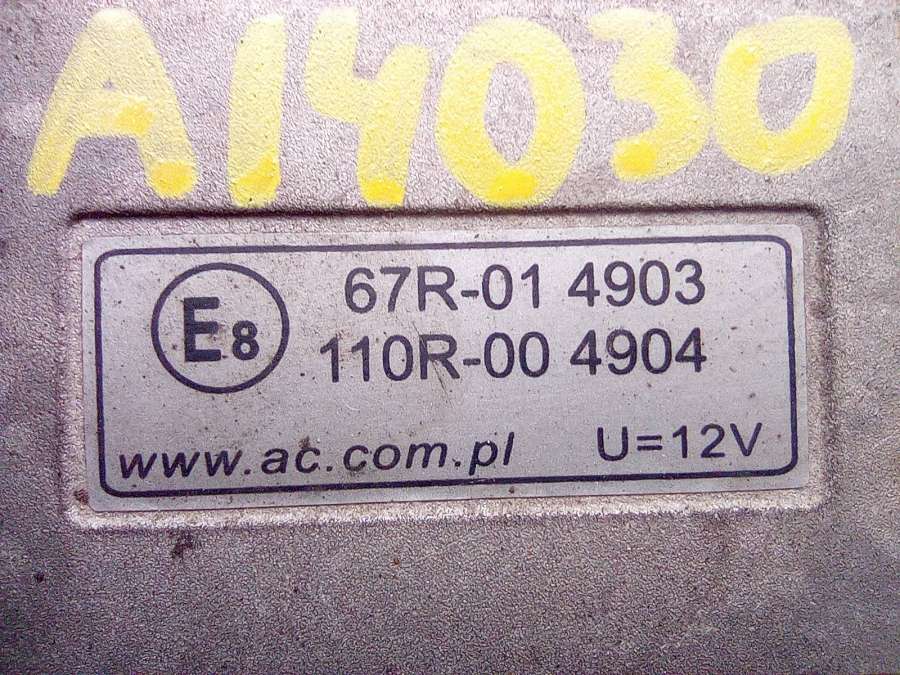 A14030
E8 67R-01 4903
110R-00 4904
www.ac.com.pl U=12V